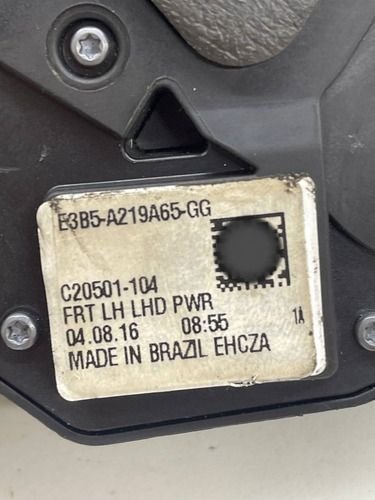 E3B5-A219A65-GG
C20501-104
FRT LH LHD PWR
04.08.16 08:55 1A
MADE IN BRAZIL EHCZA